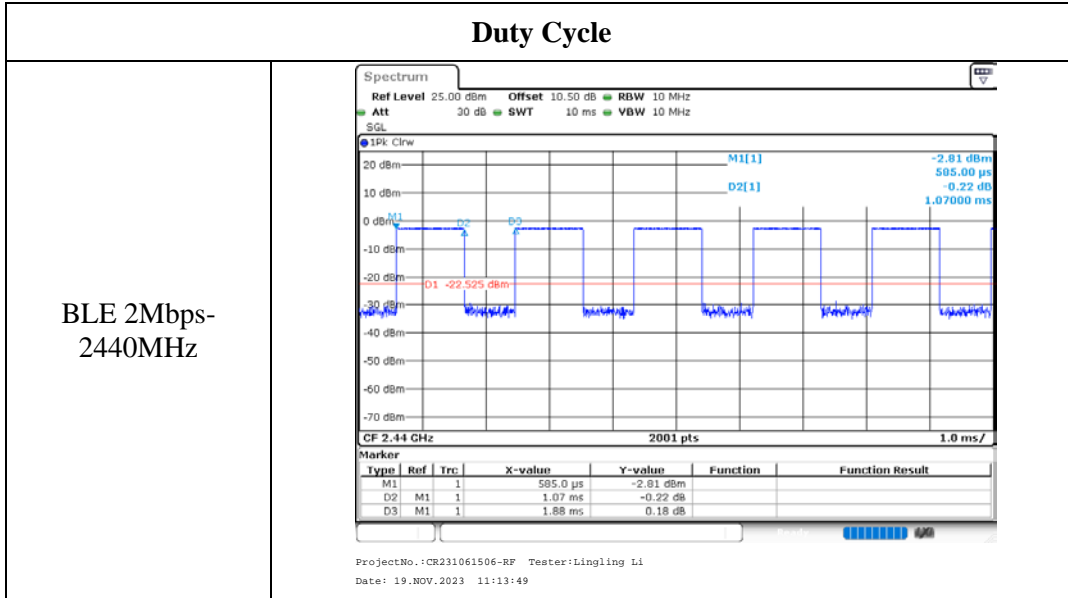 Duty Cycle
BLE 2Mbps-
2440MHz
Spectrum
Ref Level 25.00 dBm Offset 10.50 dB RBW 10 MHz
Att 30 dB SWT 10 ms VBW 10 MHz
SGL
1Pk Clrw
M1[1] -2.81 dBm
585.00 µs
D2[1] -0.22 dB
1.07000 ms
20 dBm
10 dBm
0 dBm
M1
D2
D3
-10 dBm
-20 dBm
D1 -22.525 dBm
-30 dBm
-40 dBm
-50 dBm
-60 dBm
-70 dBm
CF 2.44 GHz 2001 pts 1.0 ms/
Marker
Type Ref Trc X-value Y-value Function Function Result
M1 1 585.0 µs -2.81 dBm
D2 M1 1 1.07 ms -0.22 dB
D3 M1 1 1.88 ms 0.18 dB
ProjectNo.:CR231061506-RF Tester:Lingling Li
Date: 19.NOV.2023 11:13:49